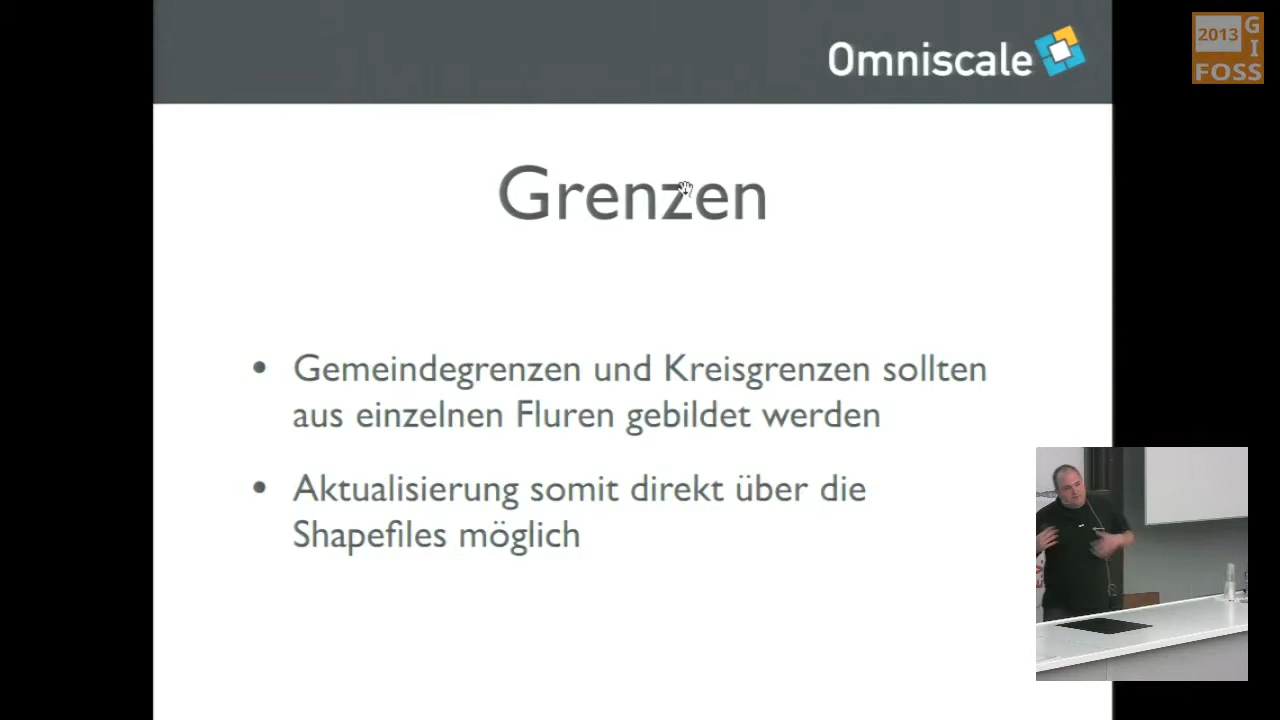 Omniscale
2013
G
I
FOSS
Grenzen
• Gemeindegrenzen und Kreisgrenzen sollten
aus einzelnen Fluren gebildet werden
• Aktualisierung somit direkt über die
Shapefiles möglich